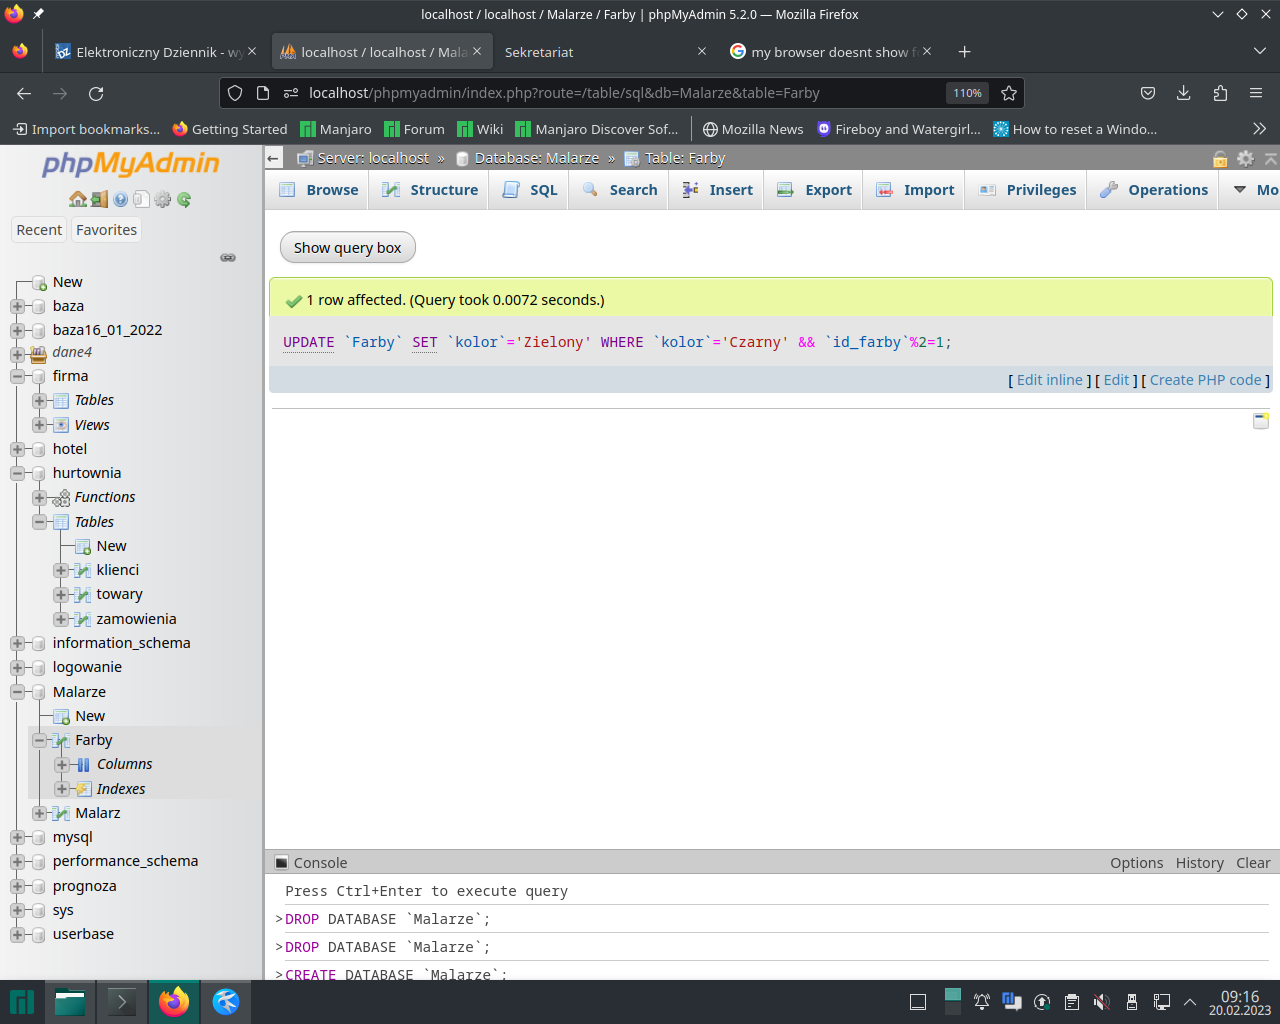 localhost / localhost / Malarze / Farby | phpMyAdmin 5.2.0 — Mozilla Firefox
Elektroniczny Dziennik - wy
localhost / localhost / Mala
Sekretariat
my browser doesnt show f
localhost/phpmyadmin/index.php?route=/table/sql&db=Malarze&table=Farby
110%
Import bookmarks...
Getting Started
Manjaro
Forum
Wiki
Manjaro Discover Sof...
Mozilla News
Fireboy and Watergirl...
How to reset a Windo...
phpMyAdmin
Recent
Favorites
New
baza
baza16_01_2022
dane4
firma
Tables
Views
hotel
hurtownia
Functions
Tables
New
klienci
towary
zamowienia
information_schema
logowanie
Malarze
New
Farby
Columns
Indexes
Malarz
mysql
performance_schema
prognoza
sys
userbase
Server: localhost » Database: Malarze » Table: Farby
Browse
Structure
SQL
Search
Insert
Export
Import
Privileges
Operations
Mo
Show query box
1 row affected. (Query took 0.0072 seconds.)
UPDATE `Farby` SET `kolor`='Zielony' WHERE `kolor`='Czarny' && `id_farby`%2=1;
[ Edit inline ] [ Edit ] [ Create PHP code ]
Console
Options
History
Clear
Press Ctrl+Enter to execute query
>DROP DATABASE `Malarze`;
>DROP DATABASE `Malarze`;
>CREATE DATABASE `Malarze`;
09:16
20.02.2023